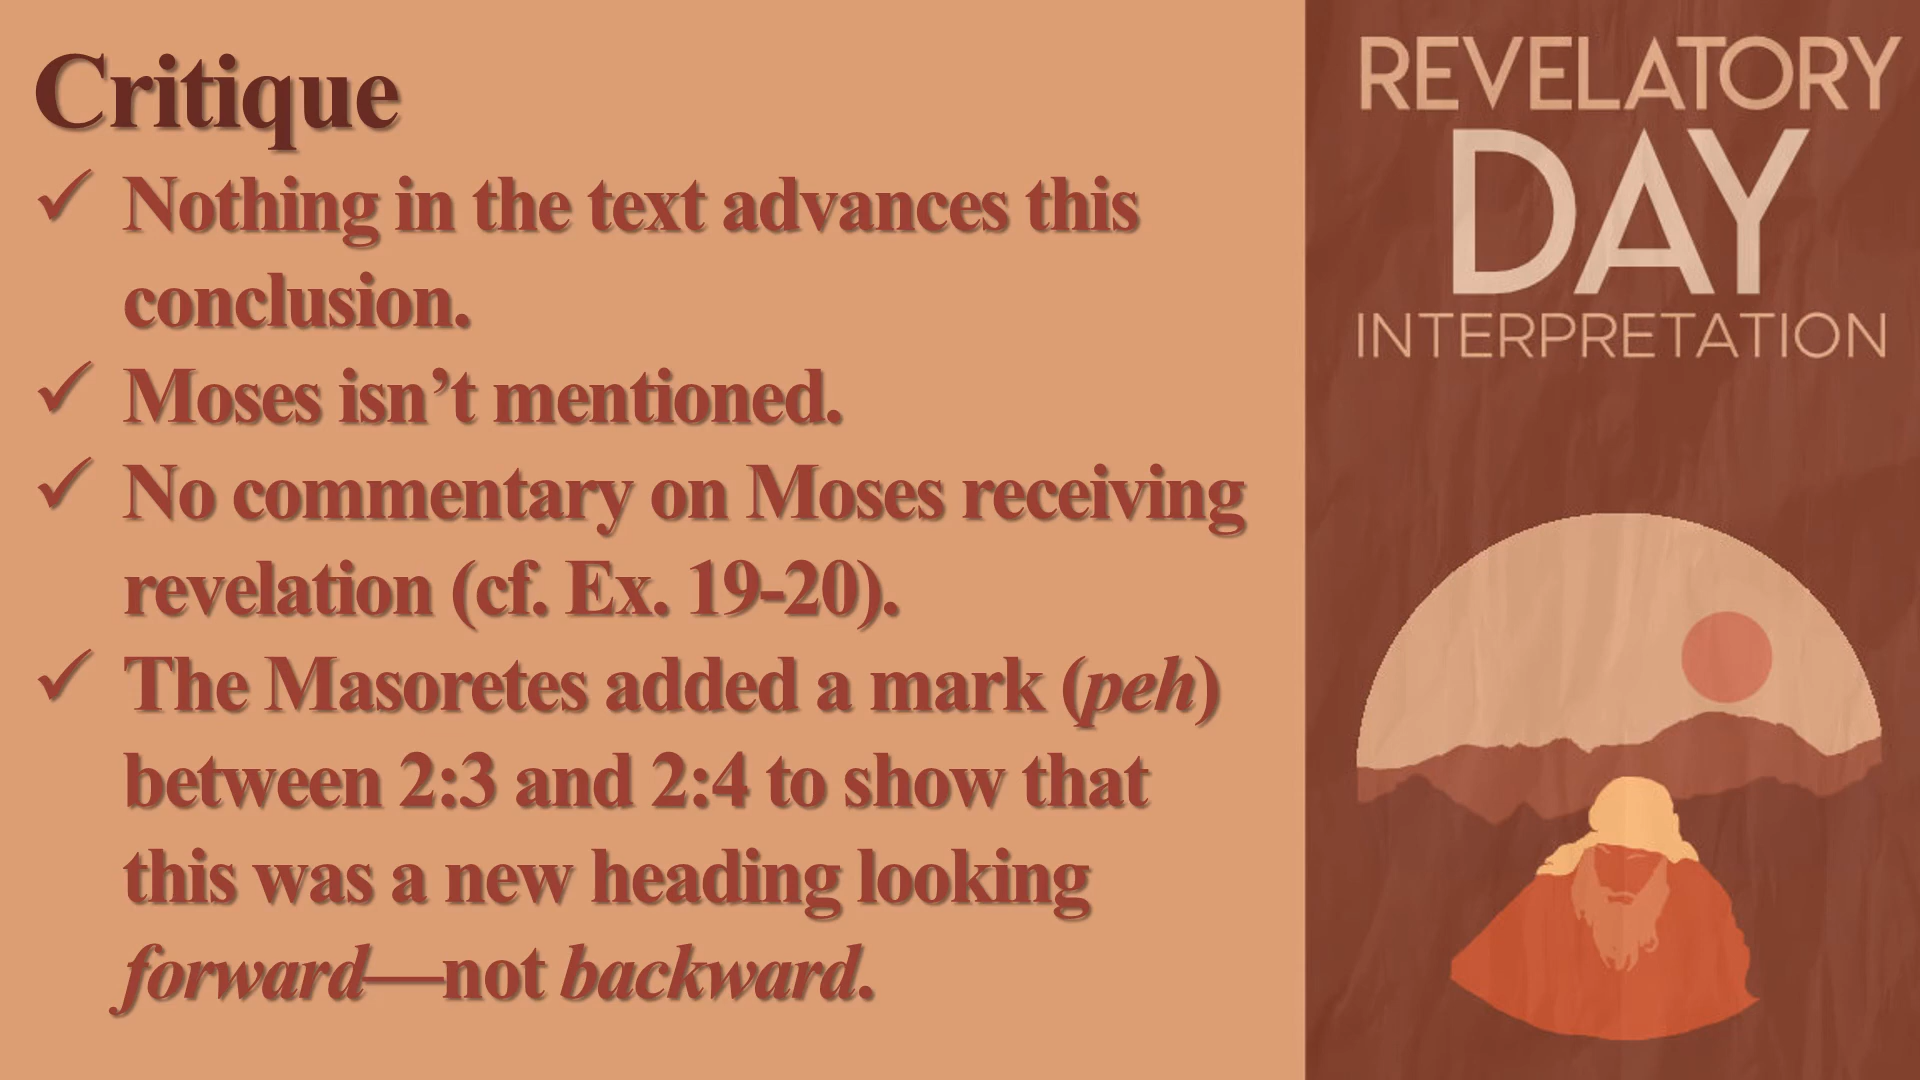 Critique
✓ Nothing in the text advances this
conclusion.
✓ Moses isn’t mentioned.
✓ No commentary on Moses receiving
revelation (cf. Ex. 19-20).
✓ The Masoretes added a mark (peh)
between 2:3 and 2:4 to show that
this was a new heading looking
forward—not backward.
REVELATORY
DAY
INTERPRETATION